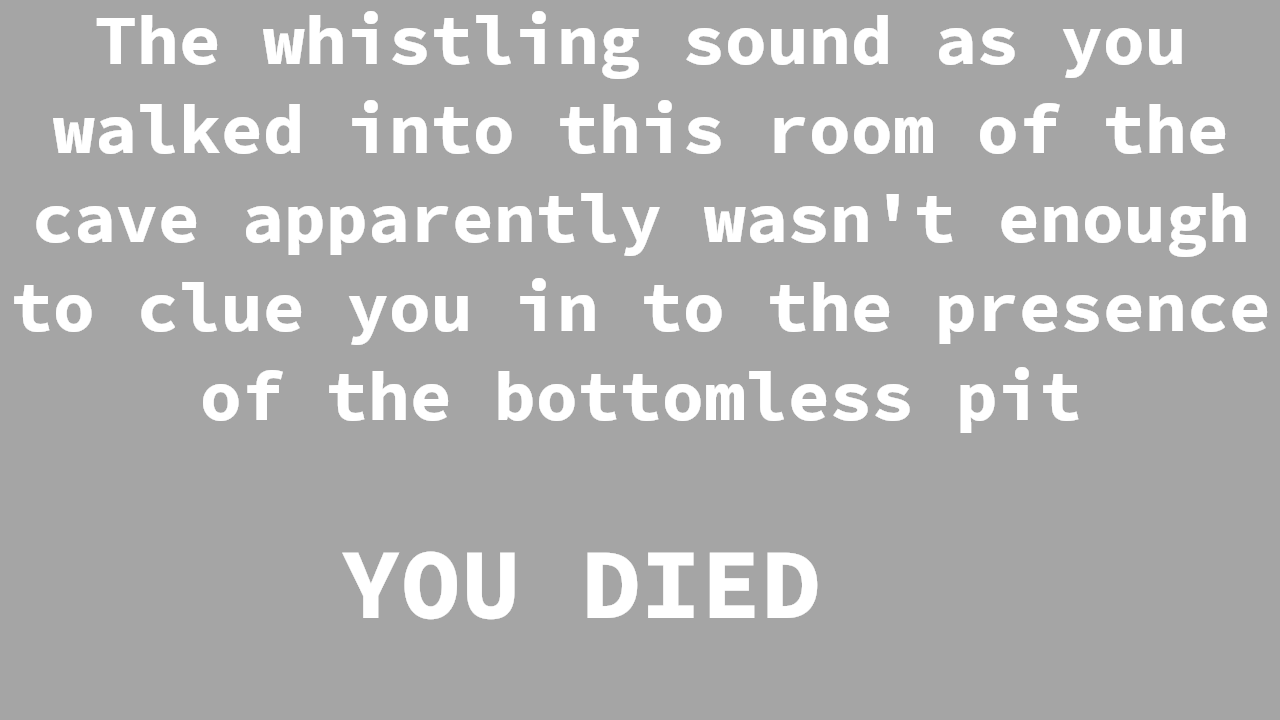 The whistling sound as you
walked into this room of the
cave apparently wasn't enough
to clue you in to the presence
of the bottomless pit
YOU DIED